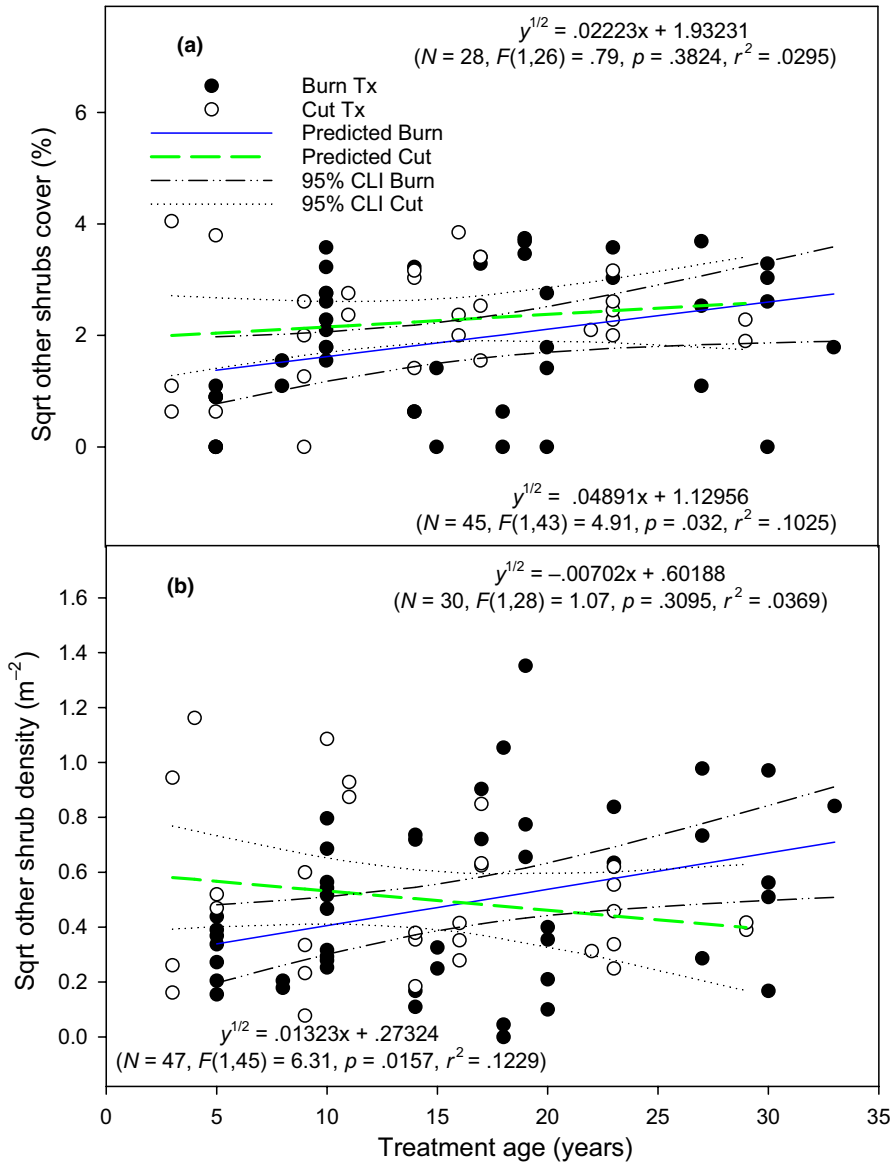 (a)
y^{1/2} = .02223x + 1.93231
(N = 28, F(1,26) = .79, p = .3824, r^2 = .0295)
Burn Tx
Cut Tx
Predicted Burn
Predicted Cut
95% CLI Burn
95% CLI Cut
Sqrt other shrubs cover (%)
6
4
2
0
y^{1/2} = .04891x + 1.12956
(N = 45, F(1,43) = 4.91, p = .032, r^2 = .1025)
(b)
y^{1/2} = –.00702x + .60188
(N = 30, F(1,28) = 1.07, p = .3095, r^2 = .0369)
Sqrt other shrub density (m^{–2})
1.6
1.4
1.2
1.0
0.8
0.6
0.4
0.2
0.0
y^{1/2} = .01323x + .27324
(N = 47, F(1,45) = 6.31, p = .0157, r^2 = .1229)
0 5 10 15 20 25 30 35
Treatment age (years)